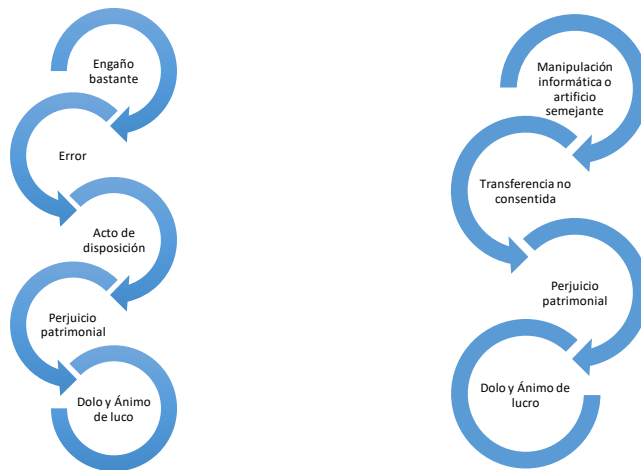 Engaño
bastante
Error
Acto de
disposición
Perjuicio
patrimonial
Dolo y Ánimo
de luco
Manipulación
informática o
artificio
semejante
Transferencia no
consentida
Perjuicio
patrimonial
Dolo y Ánimo de
lucro